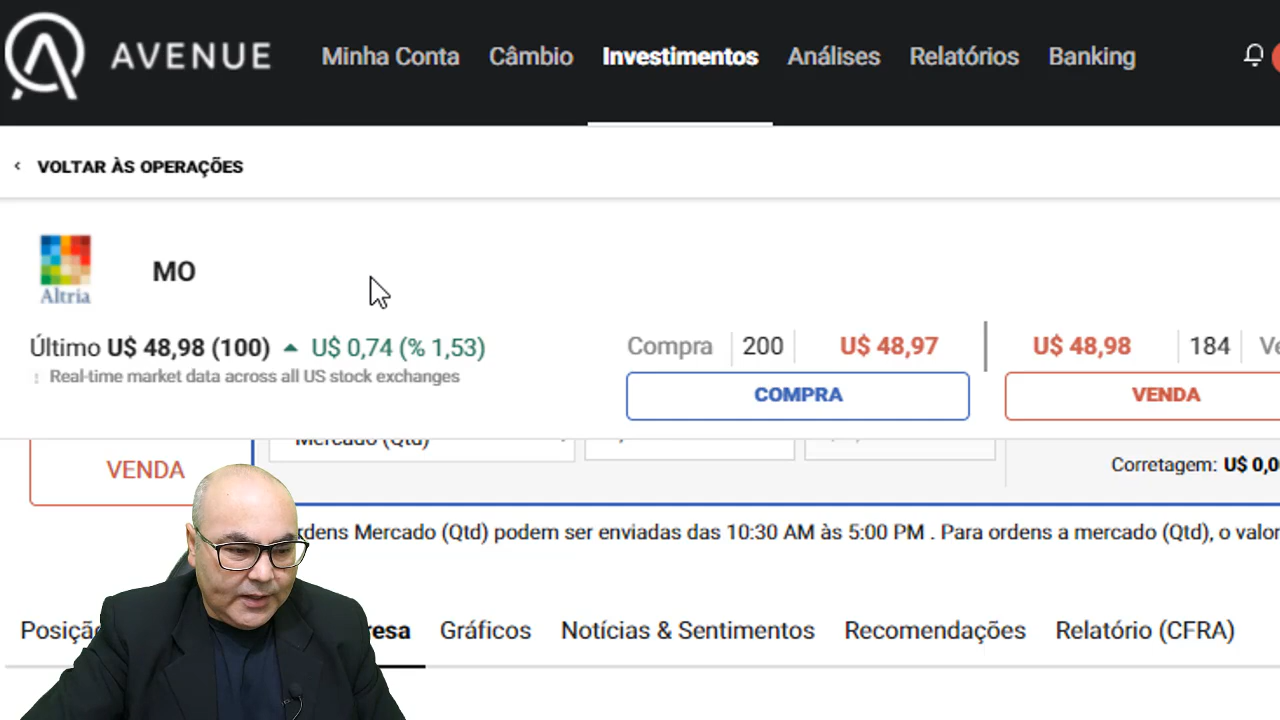 AVENUE
Minha Conta Câmbio Investimentos Análises Relatórios Banking
VOLTAR ÀS OPERAÇÕES
Altria
MO
Último U$ 48,98 (100) U$ 0,74 (% 1,53)
Real-time market data across all US stock exchanges
Compra 200 U$ 48,97 U$ 48,98 184
COMPRA VENDA
Mercado (Qtd)
VENDA
Corretagem: U$ 0,0
rdens Mercado (Qtd) podem ser enviadas das 10:30 AM às 5:00 PM . Para ordens a mercado (Qtd), o valor
Posiçã resa Gráficos Notícias & Sentimentos Recomendações Relatório (CFRA)